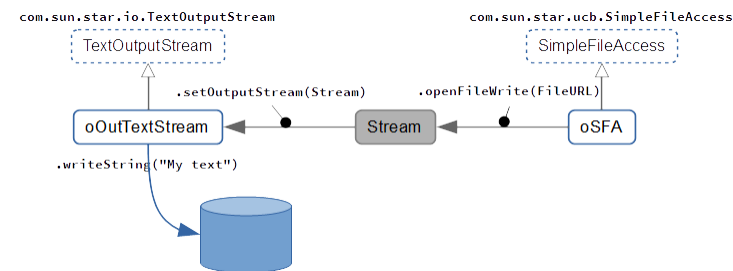 com.sun.star.io.TextOutputStream
com.sun.star.ucb.SimpleFileAccess
TextOutputStream
SimpleFileAccess
.setOutputStream(Stream)
.openFileWrite(FileURL)
oOutTextStream
Stream
oSFA
.writeString("My text")